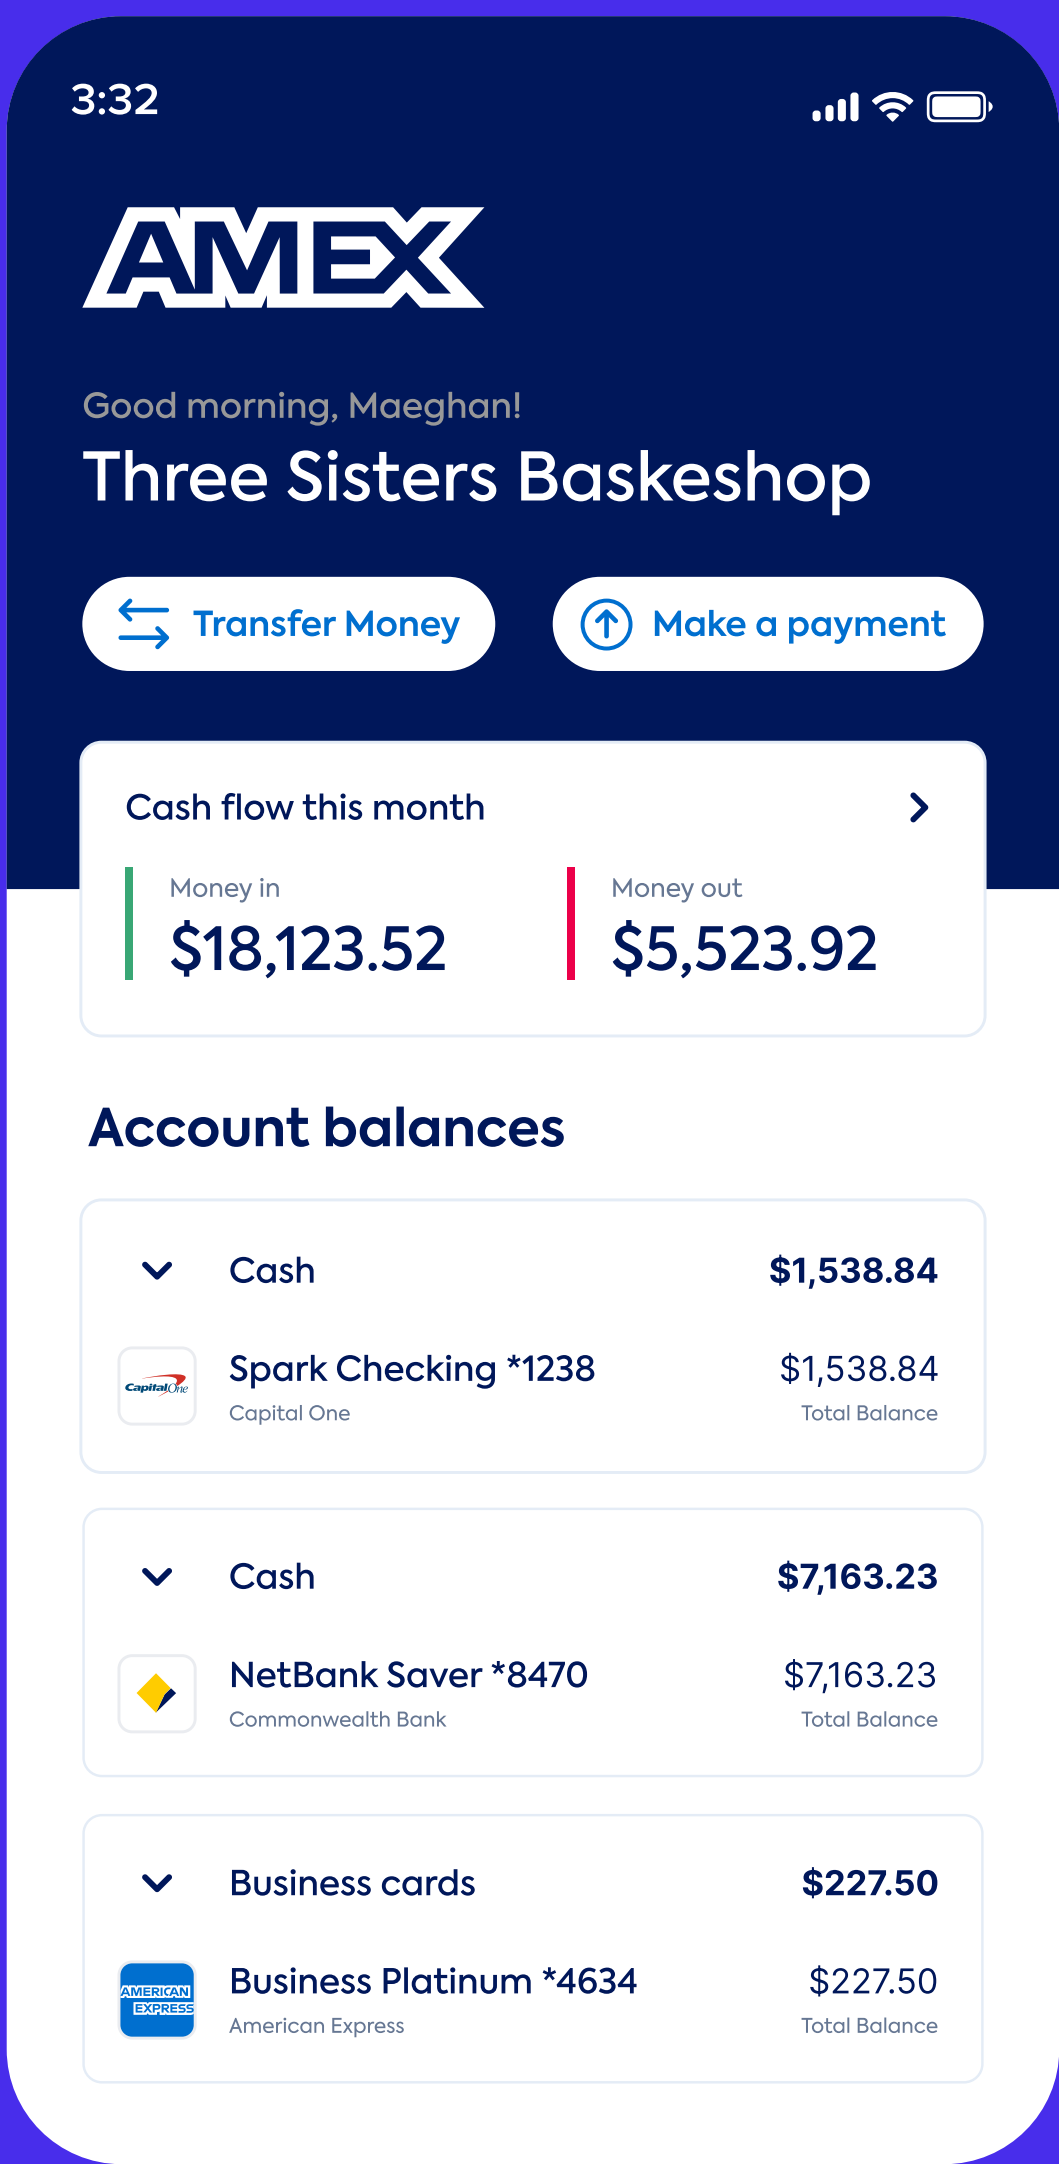 3:32
AMEX
Good morning, Maeghan!
Three Sisters Baskeshop
Transfer Money
Make a payment
Cash flow this month
Money in
Money out
$18,123.52
$5,523.92
Account balances
Cash $1,538.84
Spark Checking *1238 $1,538.84
CapitalOne
Capital One Total Balance
Cash $7,163.23
NetBank Saver *8470 $7,163.23
Commonwealth Bank Total Balance
Business cards $227.50
Business Platinum *4634 $227.50
AMERICAN
EXPRESS
American Express Total Balance